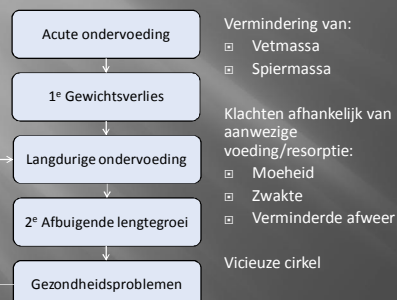 Acute ondervoeding
1e Gewichtsverlies
Langdurige ondervoeding
2e Afbuigende lengtegroei
Gezondheidsproblemen
Vermindering van:
Vetmassa
Spiermassa
Klachten afhankelijk van
aanwezige
voeding/resorptie:
Moeheid
Zwakte
Verminderde afweer
Vicieuze cirkel